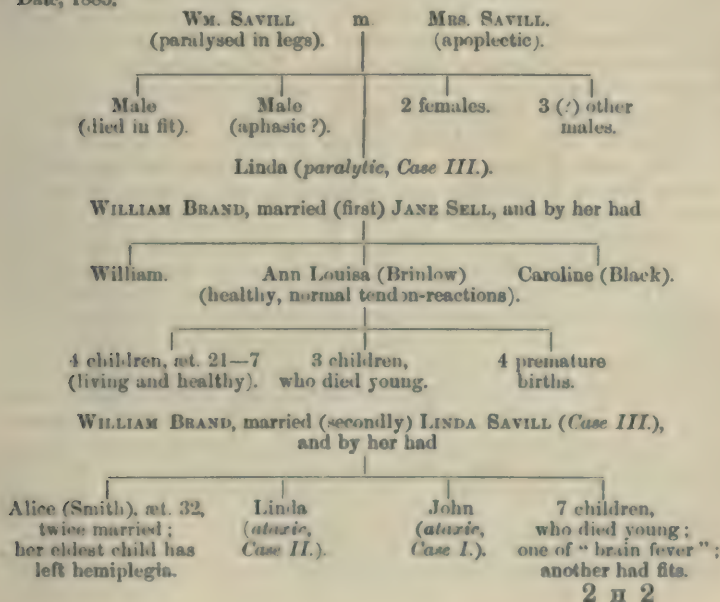 Date, 1885.
WM. SAVILL m. MRS. SAVILL.
(paralysed in legs). (apoplectic).
Male Male 2 females. 3 (?) other
(died in fit). (aphasic ?). males.
Linda (paralytic, Case III.).
WILLIAM BRAND, married (first) JANE SELL, and by her had
William. Ann Louisa (Brinlow) Caroline (Black).
(healthy, normal tendon-reactions).
4 children, æt. 21—7 3 children, 4 premature
(living and healthy). who died young. births.
WILLIAM BRAND, married (secondly) LINDA SAVILL (Case III.),
and by her had
Alice (Smith), æt. 32, Linda John 7 children,
twice married; (ataxic, (ataxic, who died young;
her eldest child has Case II.). Case I.). one of "brain fever";
left hemiplegia. another had fits.
2 H 2